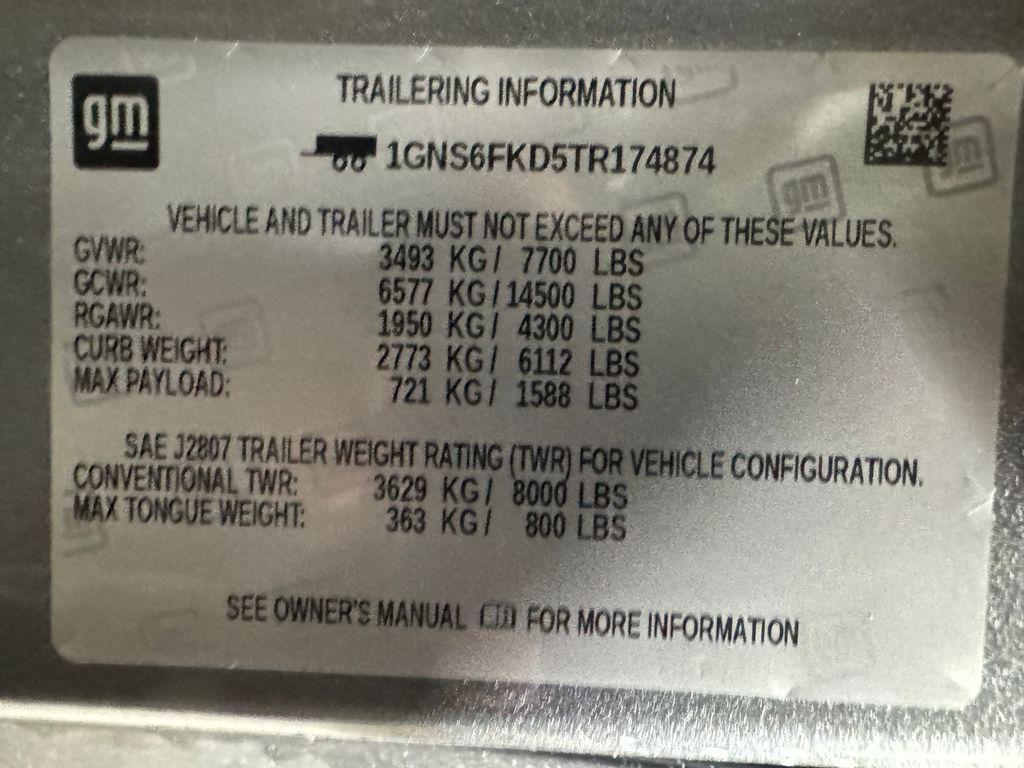 gm
TRAILERING INFORMATION
1GNS6FKD5TR174874
VEHICLE AND TRAILER MUST NOT EXCEED ANY OF THESE VALUES.
GVWR: 3493 KG/ 7700 LBS
GCWR: 6577 KG/14500 LBS
RGAWR: 1950 KG/ 4300 LBS
CURB WEIGHT: 2773 KG/ 6112 LBS
MAX PAYLOAD: 721 KG/ 1588 LBS
SAE J2807 TRAILER WEIGHT RATING (TWR) FOR VEHICLE CONFIGURATION.
CONVENTIONAL TWR: 3629 KG/ 8000 LBS
MAX TONGUE WEIGHT: 363 KG/ 800 LBS
SEE OWNER'S MANUAL FOR MORE INFORMATION